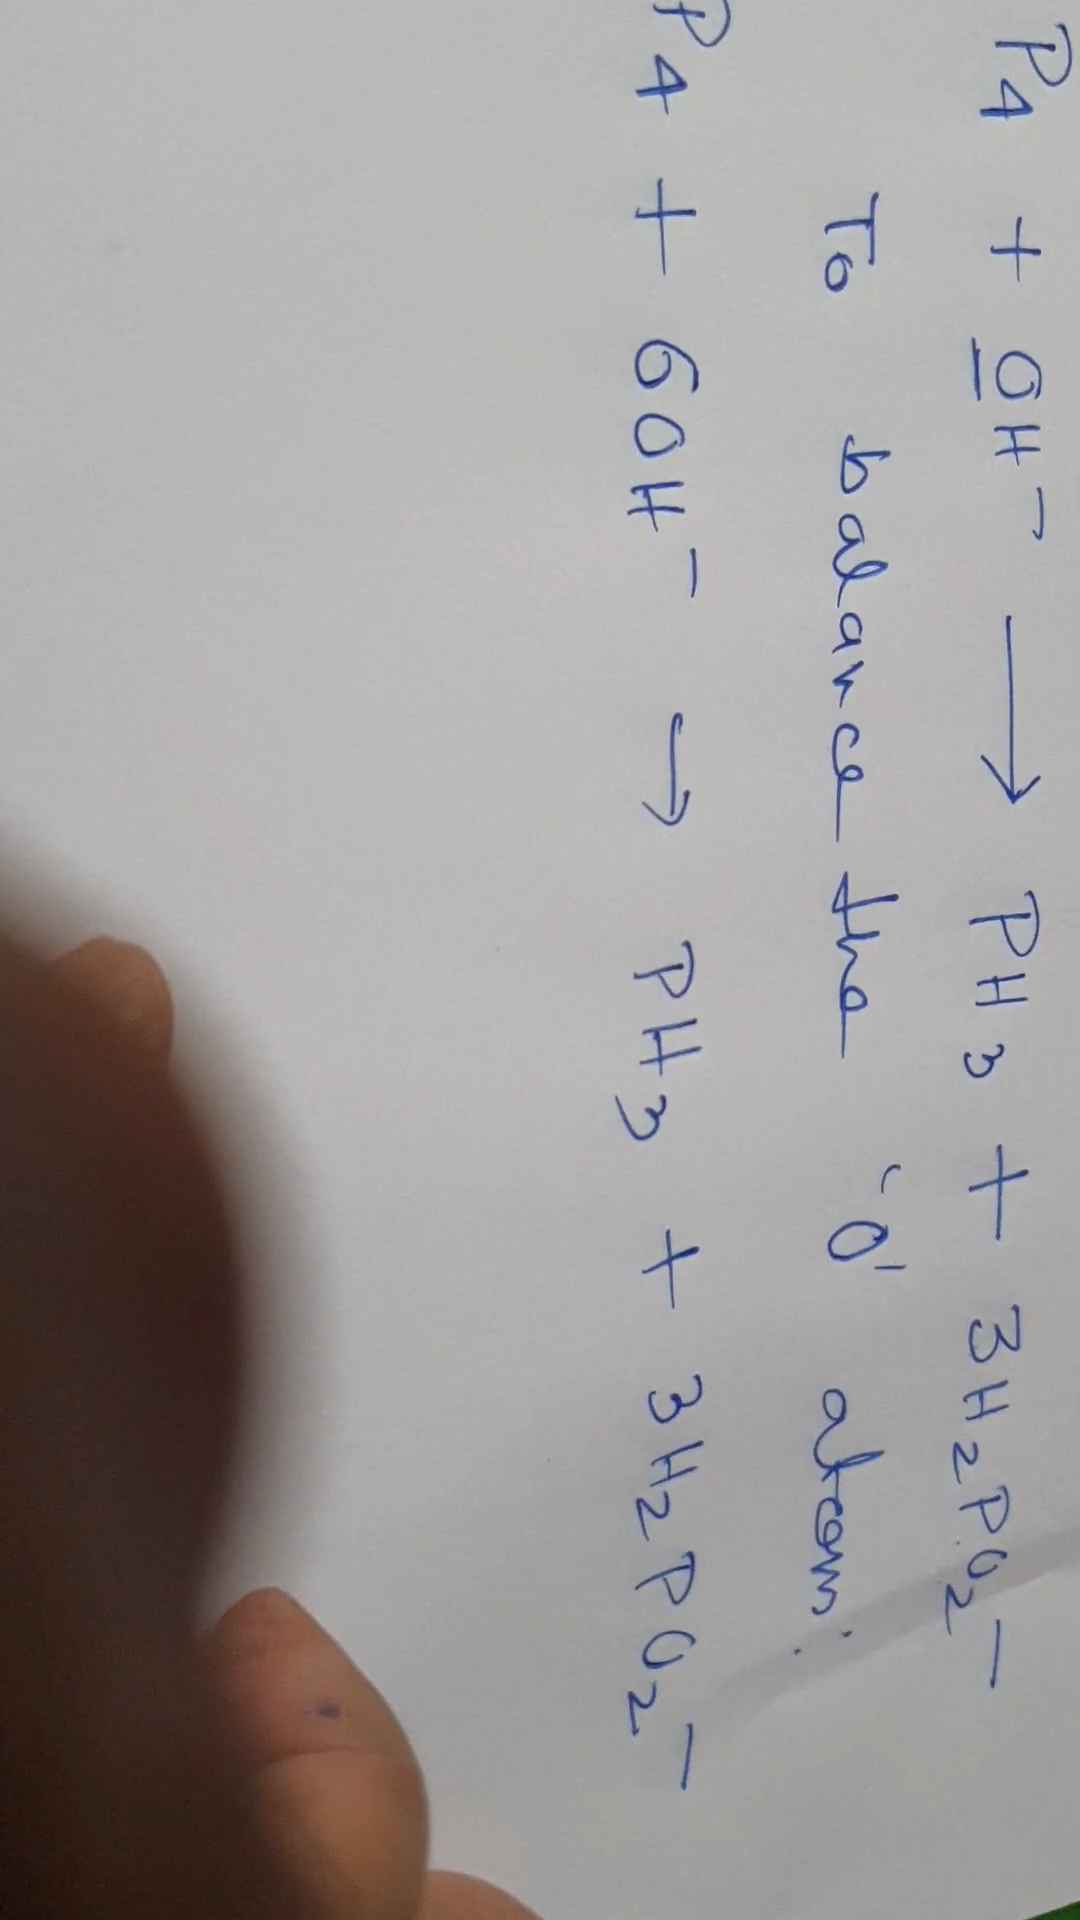 P4 + OH⁻ ⟶ PH3 + 3H2PO2⁻
To balance the 'O' atom:
P4 + 6OH⁻ → PH3 + 3H2PO2⁻